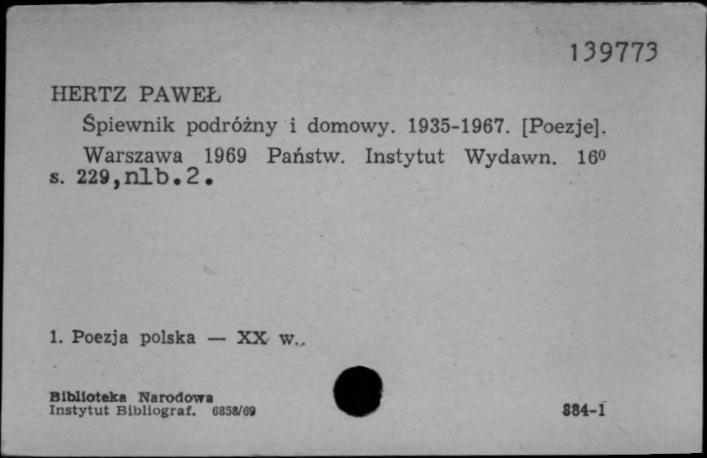 139773
HERTZ PAWEŁ
Śpiewnik podróżny i domowy. 1935-1967. [Poezje].
Warszawa 1969 Państw. Instytut Wydawn. 16⁰
s. 229, nlb. 2.
1. Poezja polska — XX w..
Biblioteka Narodowa
Instytut Bibliograf. 6858/69
884-1